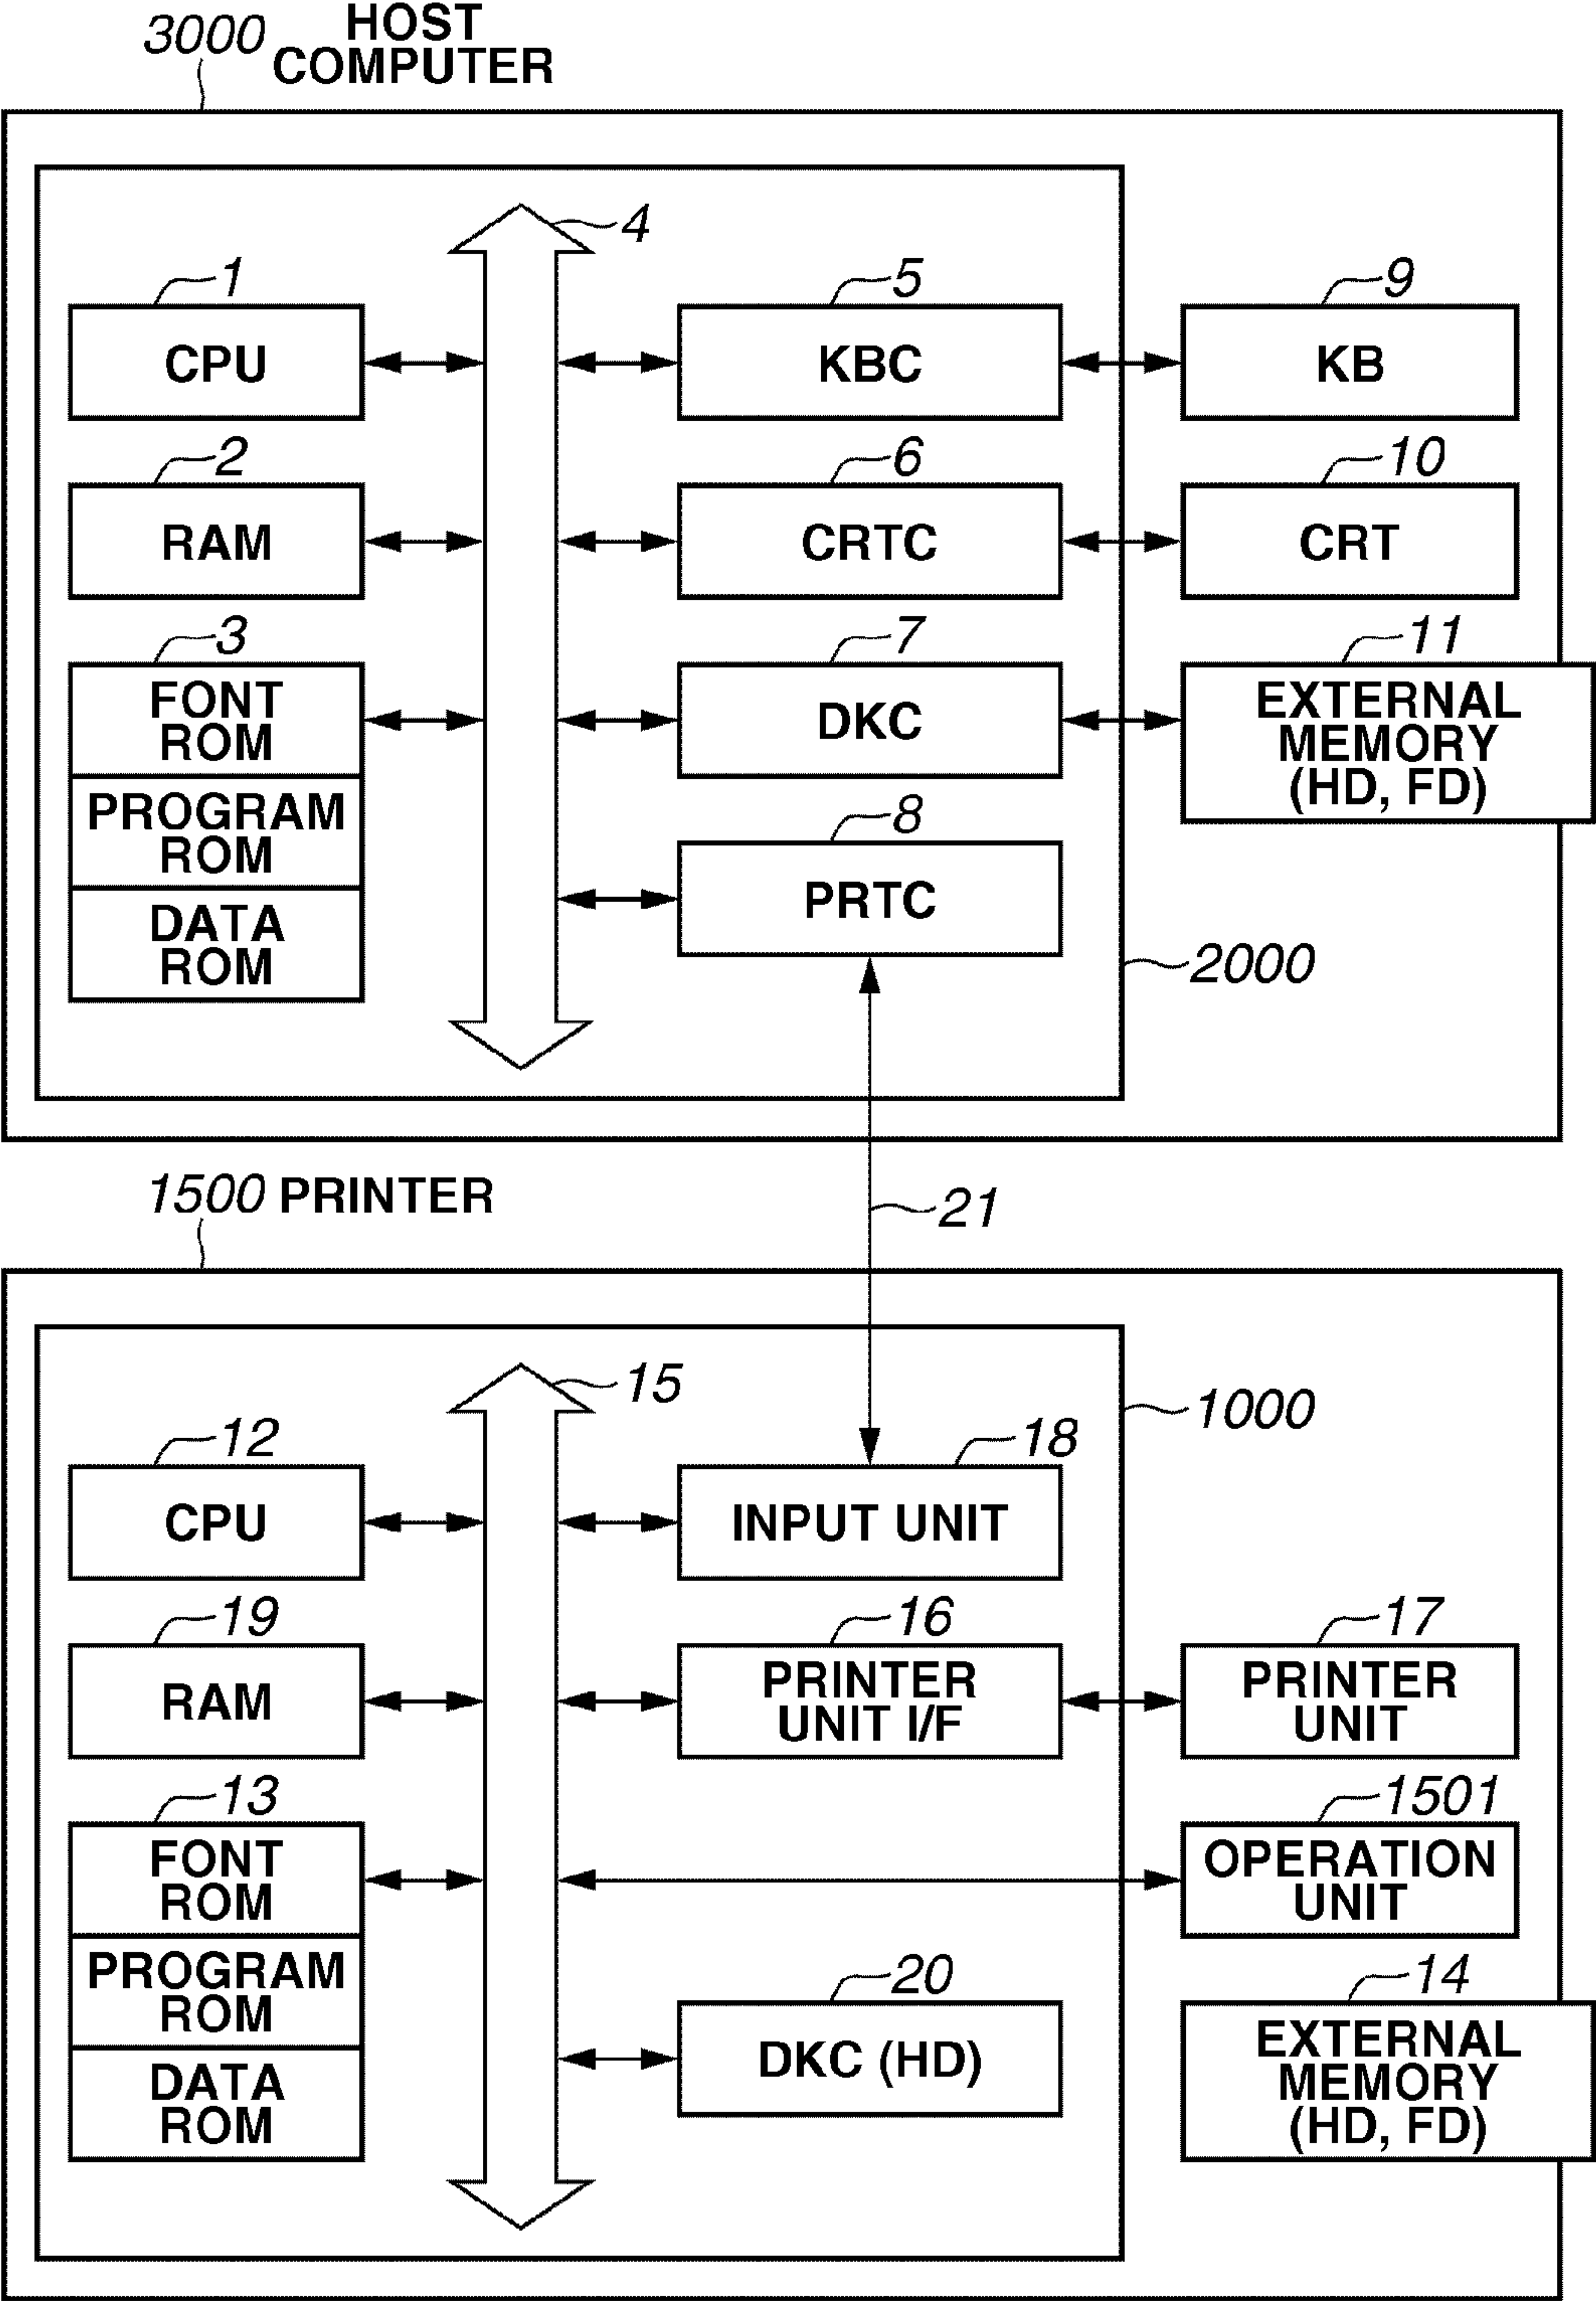 3000 HOST
COMPUTER
4
1
5
9
CPU
KBC
KB
2
6
10
RAM
CRTC
CRT
3
7
11
FONT
ROM
DKC
EXTERNAL
MEMORY
(HD, FD)
PROGRAM
ROM
8
PRTC
DATA
ROM
2000
1500 PRINTER
21
15
1000
12
18
CPU
INPUT UNIT
19
16
17
RAM
PRINTER
UNIT I/F
PRINTER
UNIT
13
1501
FONT
ROM
OPERATION
UNIT
PROGRAM
ROM
20
14
DKC (HD)
EXTERNAL
MEMORY
(HD, FD)
DATA
ROM